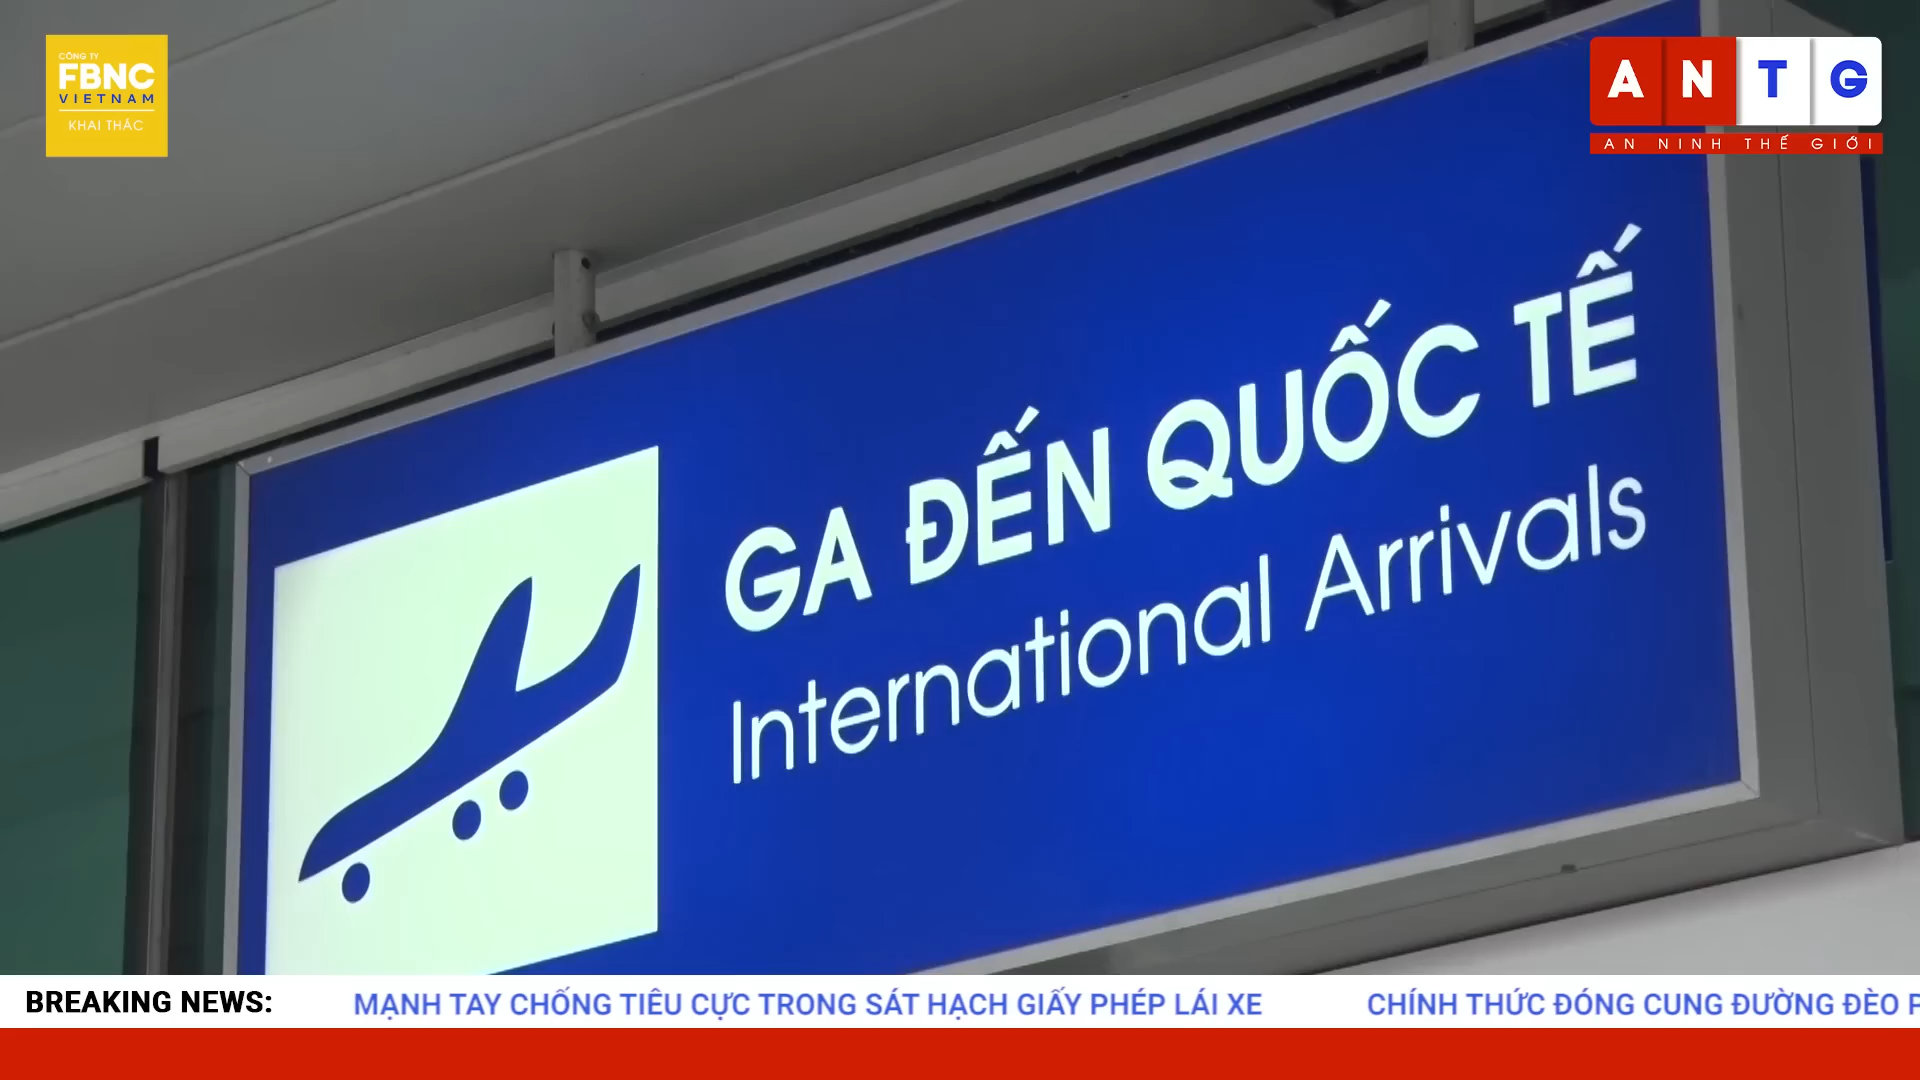 CÔNG TY
FBNC
VIETNAM
KHAI THÁC
ANTG
AN NINH THẾ GIỚI
GA ĐẾN QUỐC TẾ
International Arrivals
BREAKING NEWS: MẠNH TAY CHỐNG TIÊU CỰC TRONG SÁT HẠCH GIẤY PHÉP LÁI XE CHÍNH THỨC ĐÓNG CUNG ĐƯỜNG ĐÈO